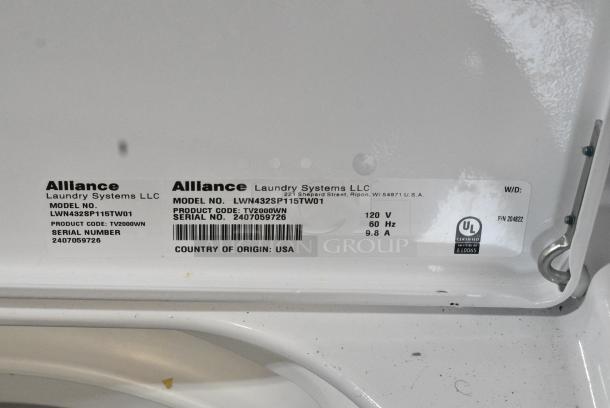 Alliance
Laundry Systems LLC
MODEL NO.
LWN432SP115TW01
PRODUCT CODE: TV2000WN
SERIAL NUMBER
2407059726
Alliance Laundry Systems LLC
221 Shepard Street, Ripon, WI 54971 U.S.A.
MODEL NO. LWN432SP115TW01
PRODUCT CODE: TV2000WN
SERIAL NO. 2407059726
120 V
60 Hz
9.8 A
COUNTRY OF ORIGIN: USA
W/D:
P/N 204822
UL
CERTIFIED
GROUP